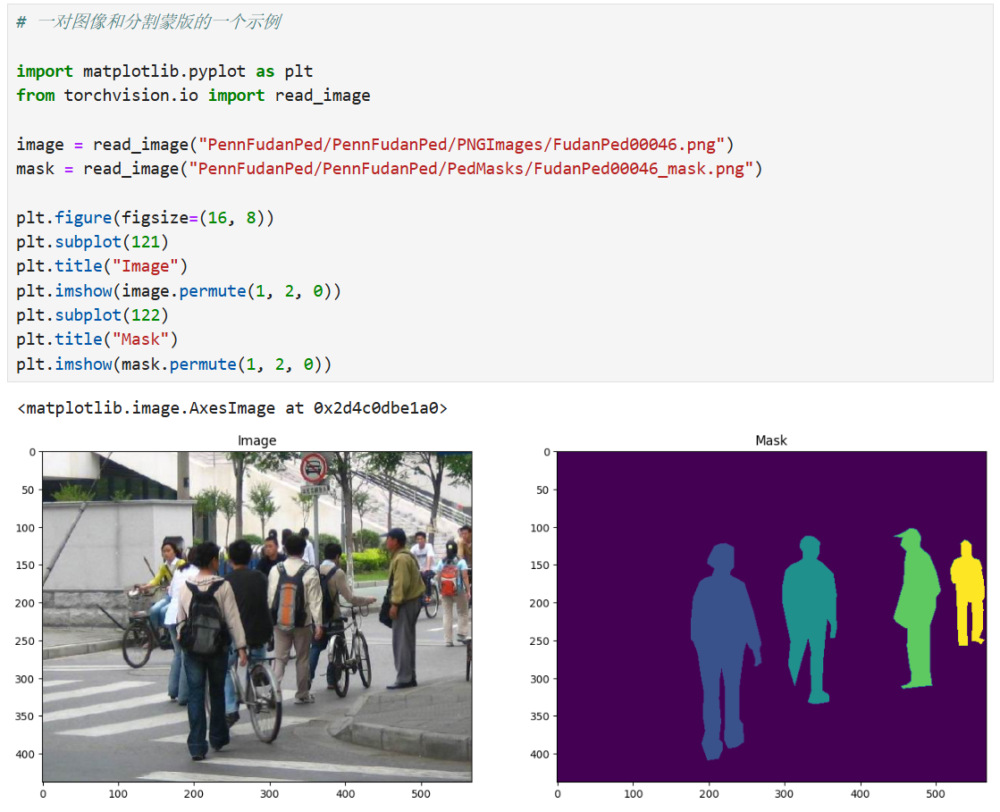 # 一对图像和分割蒙版的一个示例
import matplotlib.pyplot as plt
from torchvision.io import read_image
image = read_image("PennFudanPed/PennFudanPed/PNGImages/FudanPed00046.png")
mask = read_image("PennFudanPed/PennFudanPed/PedMasks/FudanPed00046_mask.png")
plt.figure(figsize=(16, 8))
plt.subplot(121)
plt.title("Image")
plt.imshow(image.permute(1, 2, 0))
plt.subplot(122)
plt.title("Mask")
plt.imshow(mask.permute(1, 2, 0))
<matplotlib.image.AxesImage at 0x2d4c0dbe1a0>
Image
0
50
100
150
200
250
300
350
400
0 100 200 300 400 500
Mask
0
50
100
150
200
250
300
350
400
0 100 200 300 400 500